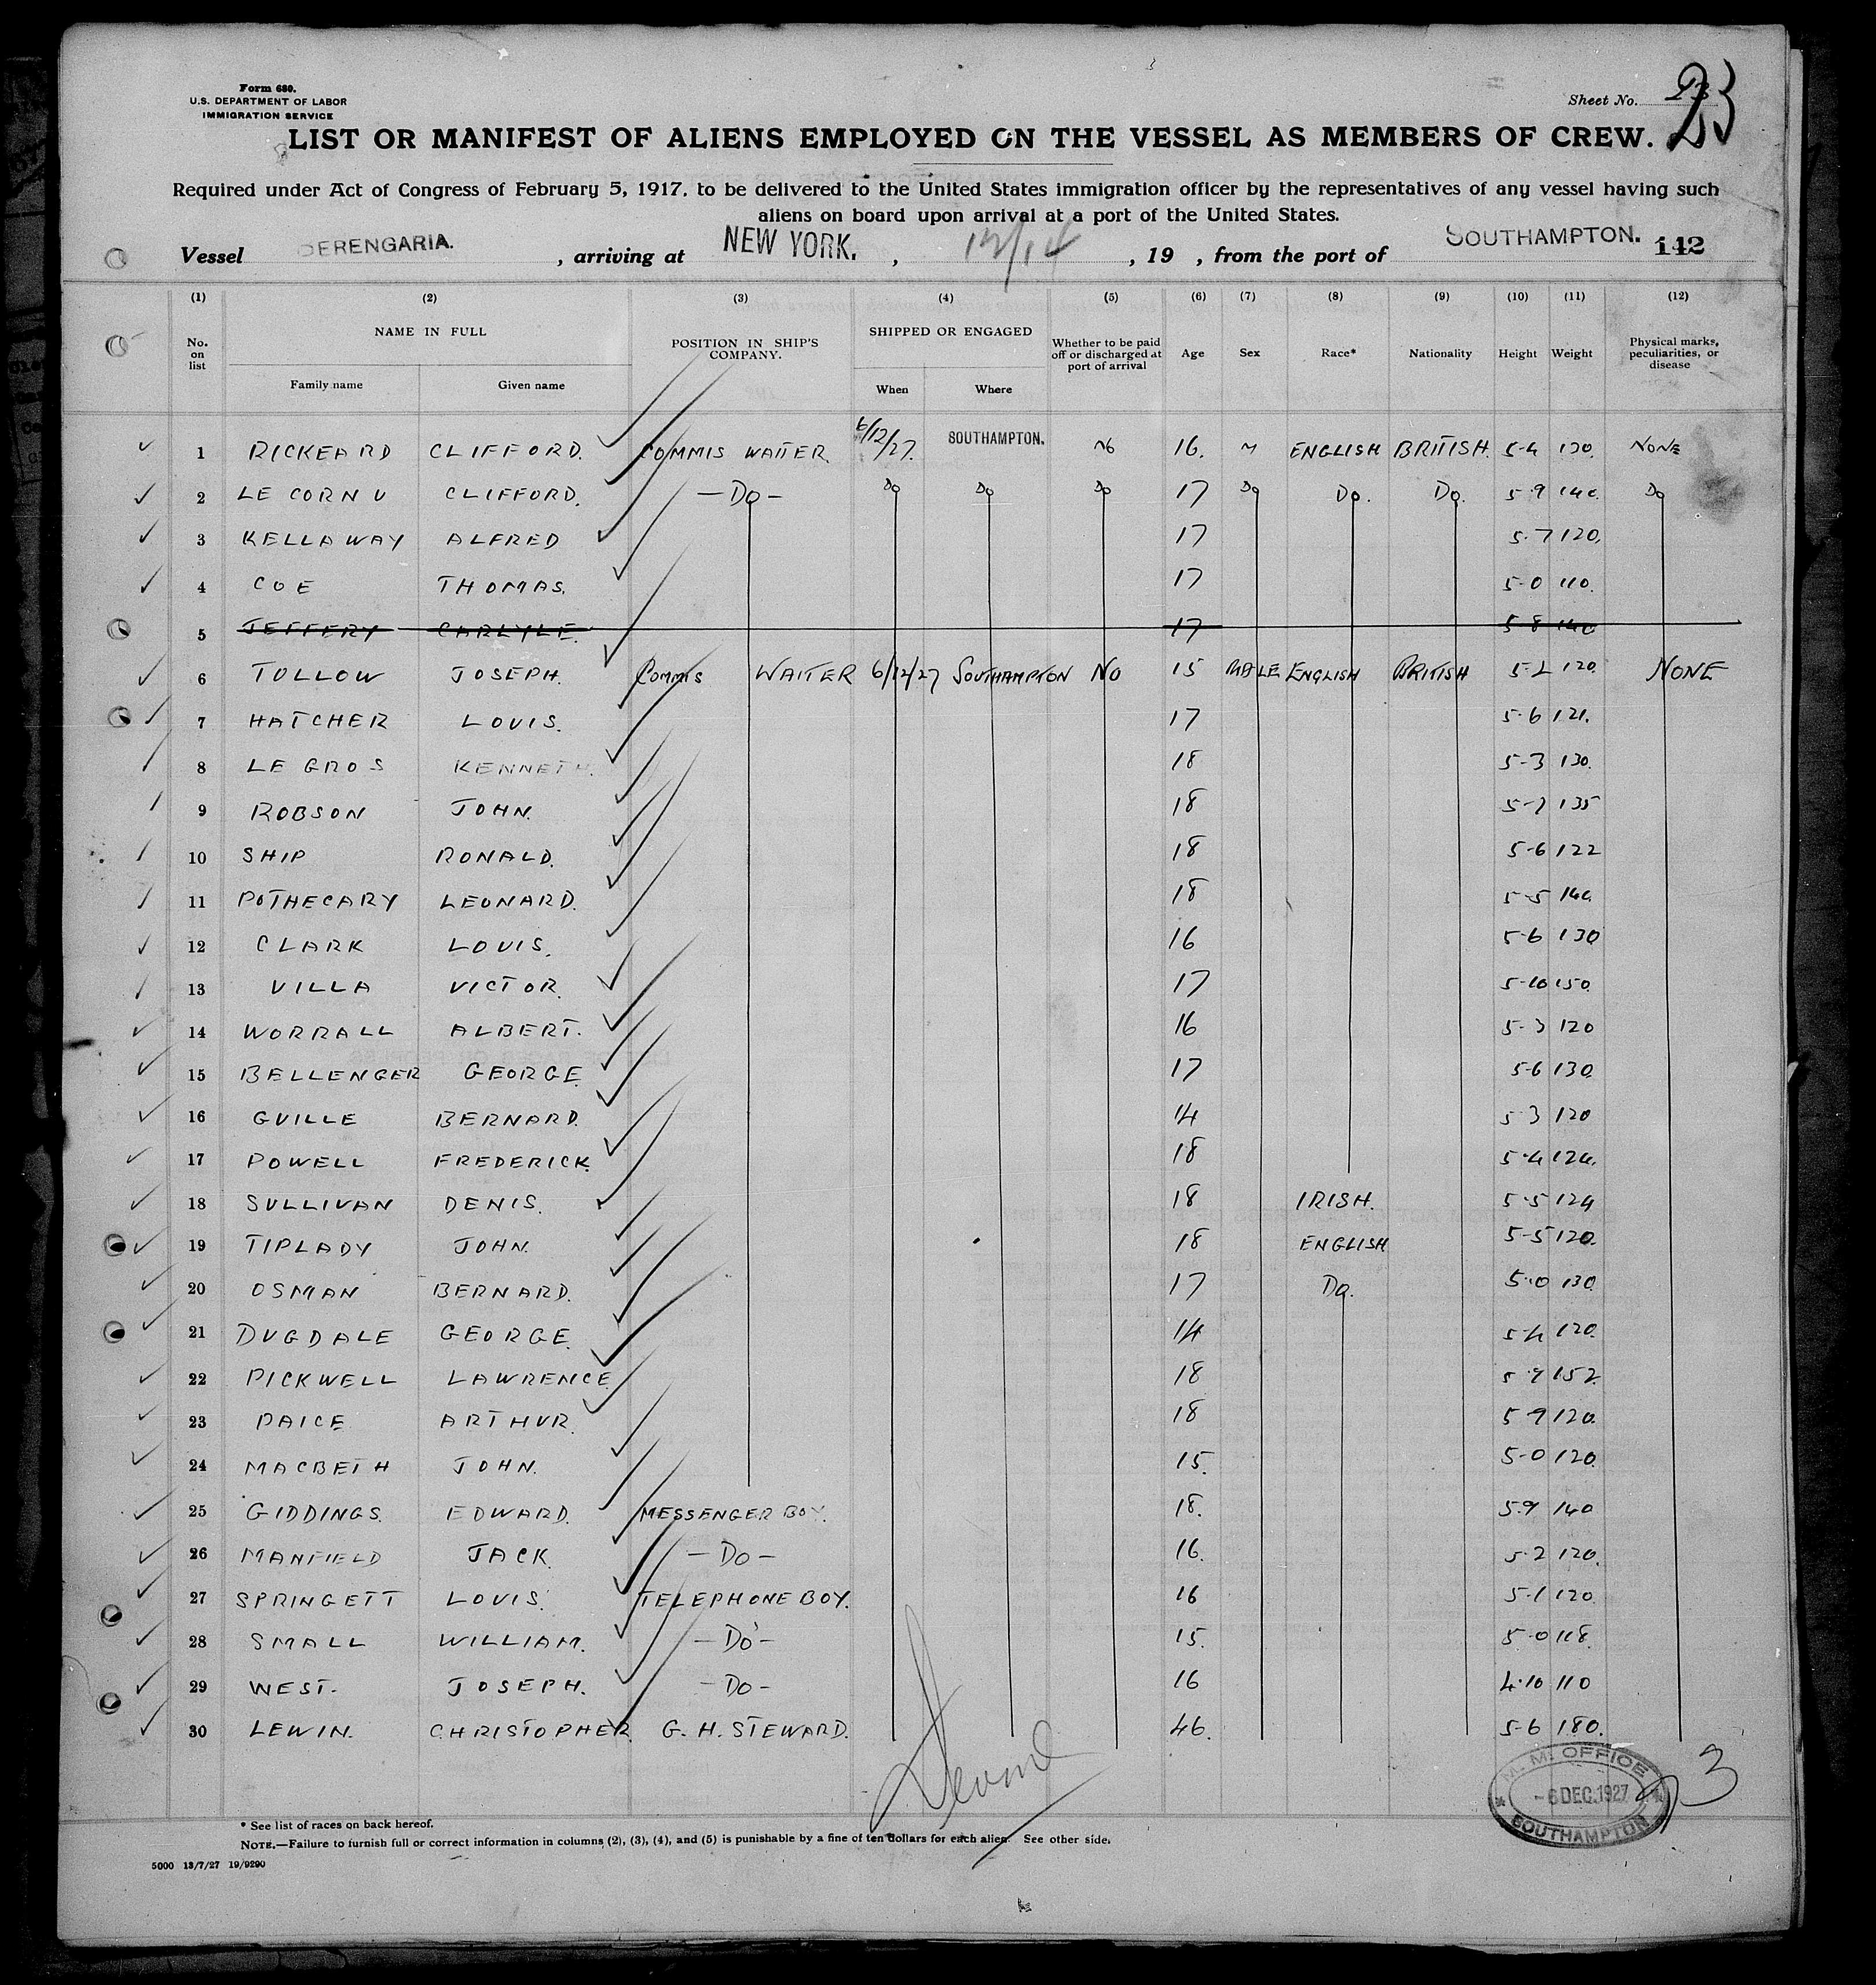 Form 680.
U.S. DEPARTMENT OF LABOR
IMMIGRATION SERVICE
Sheet No. 23
23
LIST OR MANIFEST OF ALIENS EMPLOYED ON THE VESSEL AS MEMBERS OF CREW.
Required under Act of Congress of February 5, 1917, to be delivered to the United States immigration officer by the representatives of any vessel having such
aliens on board upon arrival at a port of the United States.
Vessel BERENGARIA. , arriving at NEW YORK. , 12/14 , 19 , from the port of SOUTHAMPTON. 142
(1) (2) (3) (4) (5) (6) (7) (8) (9) (10) (11) (12)
No. on list NAME IN FULL POSITION IN SHIP'S COMPANY. SHIPPED OR ENGAGED Whether to be paid off or discharged at port of arrival Age Sex Race* Nationality Height Weight Physical marks, peculiarities, or disease
Family name Given name When Where
1 RICKEARD CLIFFORD. COMMIS WAITER 6/12/27. SOUTHAMPTON. NO 16. M ENGLISH BRITISH. 5-4 120. NONE
2 LE CORNU CLIFFORD. -DO- DO DO DO 17 DO DO. DO. 5-9 140. DO
3 KELLAWAY ALFRED 17 5-7 120.
4 COE THOMAS. 17 5-0 110.
5 JEFFERY CARLYLE. 17 5-8 140
6 TOLLOW JOSEPH. COMMIS WAITER 6/12/27 SOUTHAMPTON NO 15 MALE ENGLISH BRITISH 5-2 120. NONE
7 HATCHER LOUIS. 17 5-6 121.
8 LE GROS KENNETH. 18 5-3 130.
9 ROBSON JOHN. 18 5-7 135
10 SHIP RONALD. 18 5-6 122
11 POTHECARY LEONARD. 18 5-5 140.
12 CLARK LOUIS. 16 5-6 130
13 VILLA VICTOR. 17 5-10 150.
14 WORRALL ALBERT. 16 5-3 120
15 BELLENGER GEORGE. 17 5-6 130.
16 GUILLE BERNARD. 14 5-3 120
17 POWELL FREDERICK. 18 5-4 124.
18 SULLIVAN DENIS. 18 IRISH. 5-5 124
19 TIPLADY JOHN. 18 ENGLISH 5-5 120.
20 OSMAN BERNARD. 17 DO. 5-0 130.
21 DUGDALE GEORGE. 14 5-4 120.
22 PICKWELL LAWRENCE 18 5-9 152.
23 PAICE ARTHUR. 18 5-9 120.
24 MACBETH JOHN. 15. 5-0 120.
25 GIDDINGS. EDWARD. MESSENGER BOY. 18. 5.9 140
26 MANFIELD JACK. -DO- 16. 5-2 120.
27 SPRINGETT LOUIS. TELEPHONE BOY. 16 5-1 120.
28 SMALL WILLIAM. -DO- 15. 5-0 118.
29 WEST. JOSEPH. -DO- 16 4.10 110
30 LEWIN. CHRISTOPHER G. H. STEWARD. 46. 5-6 180.
M. M. OFFICE
-6 DEC. 1927
SOUTHAMPTON
* See list of races on back hereof.
NOTE.—Failure to furnish full or correct information in columns (2), (3), (4), and (5) is punishable by a fine of ten dollars for each alien. See other side.
5000 13/7/27 19/9290